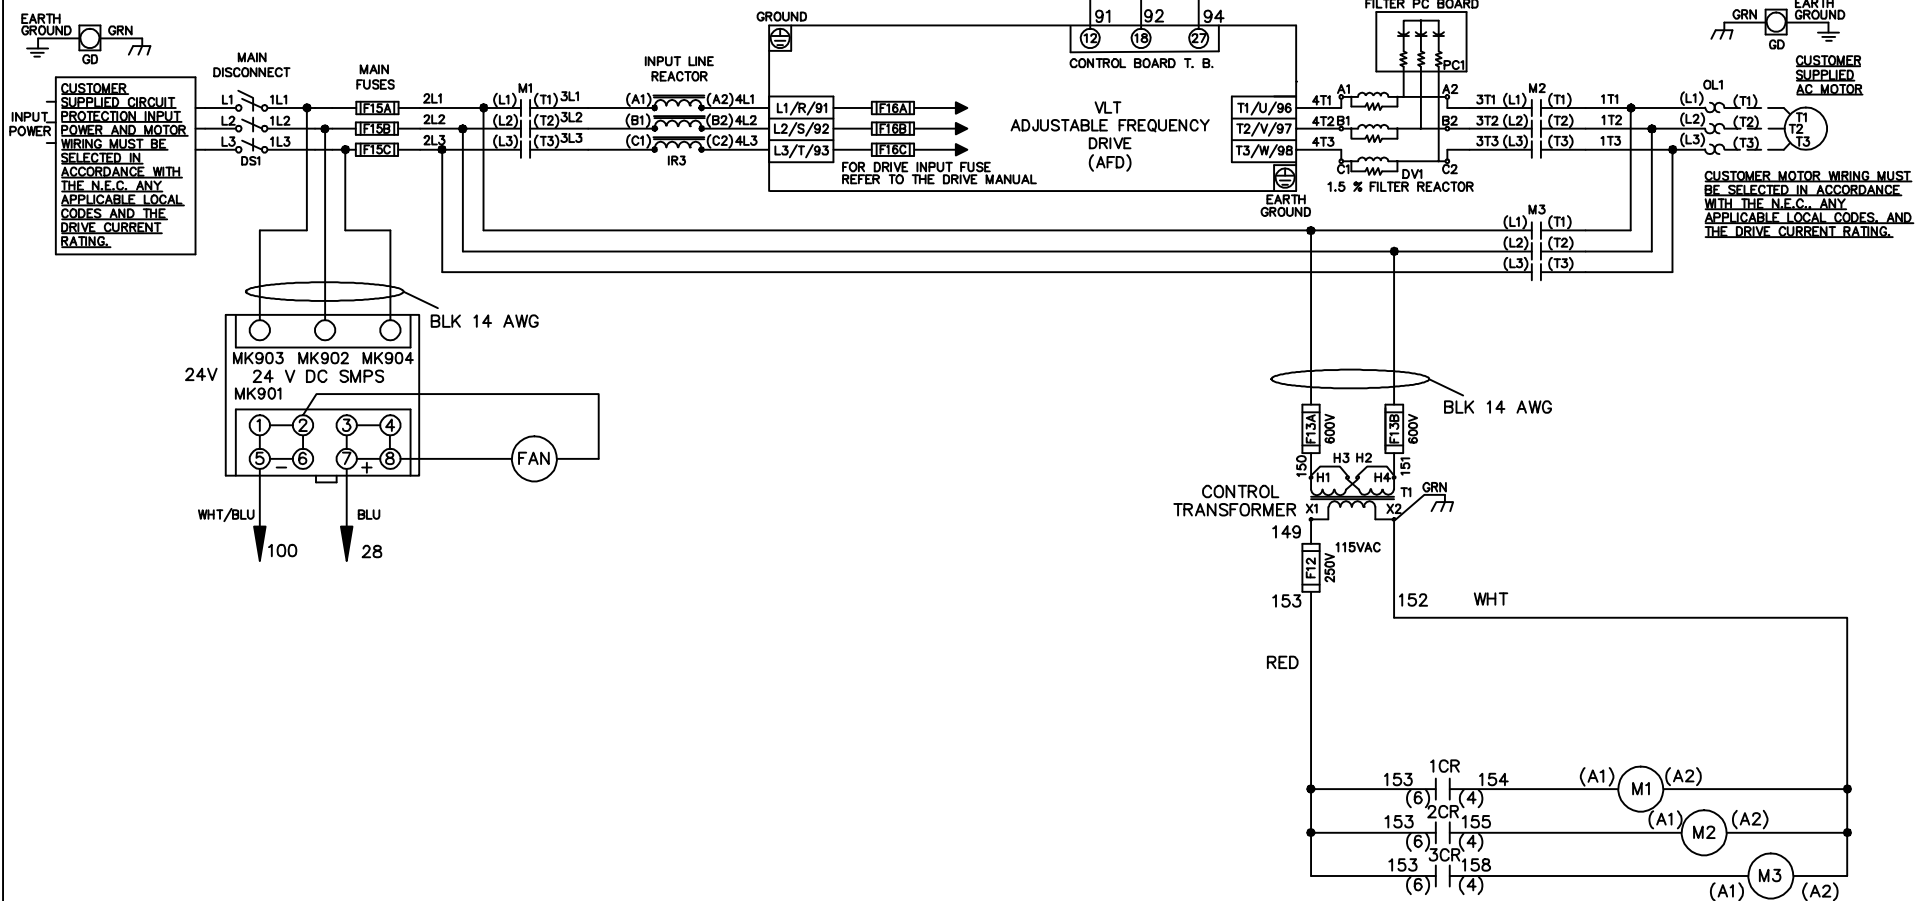 EARTH
GROUND
GRN
GD
INPUT
POWER
CUSTOMER
SUPPLIED CIRCUIT
PROTECTION INPUT
POWER AND MOTOR
WIRING MUST BE
SELECTED IN
ACCORDANCE WITH
THE N.E.C. ANY
APPLICABLE LOCAL
CODES AND THE
DRIVE CURRENT
RATING.
MAIN
DISCONNECT
L1 1L1
L2 1L2
L3 1L3
DS1
MAIN
FUSES
F15A
F15B
F15C
2L1
2L2
2L3
M1
(L1) (T1) 3L1
(L2) (T2) 3L2
(L3) (T3) 3L3
INPUT LINE
REACTOR
(A1) (A2) 4L1
(B1) (B2) 4L2
(C1) (C2) 4L3
IR3
GROUND
L1/R/91
L2/S/92
L3/T/93
F16A
F16B
F16C
FOR DRIVE INPUT FUSE
REFER TO THE DRIVE MANUAL
91 92 94
12 18 27
CONTROL BOARD T. B.
VLT
ADJUSTABLE FREQUENCY
DRIVE
(AFD)
T1/U/96
T2/V/97
T3/W/98
EARTH
GROUND
FILTER PC BOARD
PC1
4T1 A1 A2
4T2 B1 B2
4T3 C1 C2
DV1
1.5 % FILTER REACTOR
M2
3T1 (L1) (T1) 1T1
3T2 (L2) (T2) 1T2
3T3 (L3) (T3) 1T3
OL1
(L1) (T1)
(L2) (T2)
(L3) (T3)
T1
T2
T3
GRN
GD
EARTH
GROUND
CUSTOMER
SUPPLIED
AC MOTOR
CUSTOMER MOTOR WIRING MUST
BE SELECTED IN ACCORDANCE
WITH THE N.E.C., ANY
APPLICABLE LOCAL CODES, AND
THE DRIVE CURRENT RATING.
M3
(L1) (T1)
(L2) (T2)
(L3) (T3)
BLK 14 AWG
MK903 MK902 MK904
24V
24 V DC SMPS
MK901
1 2 3 4
5 - 6 7 + 8
FAN
WHT/BLU
BLU
100
28
BLK 14 AWG
F13A
600V
F13B
600V
150
151
H3 H2
H1 H4
T1
GRN
CONTROL
TRANSFORMER
X1 X2
149
115VAC
F12
250V
153
152
WHT
RED
1CR
153 154
(6) (4)
(A1) M1 (A2)
2CR
153 155
(6) (4)
(A1) M2 (A2)
3CR
153 158
(6) (4)
(A1) M3 (A2)